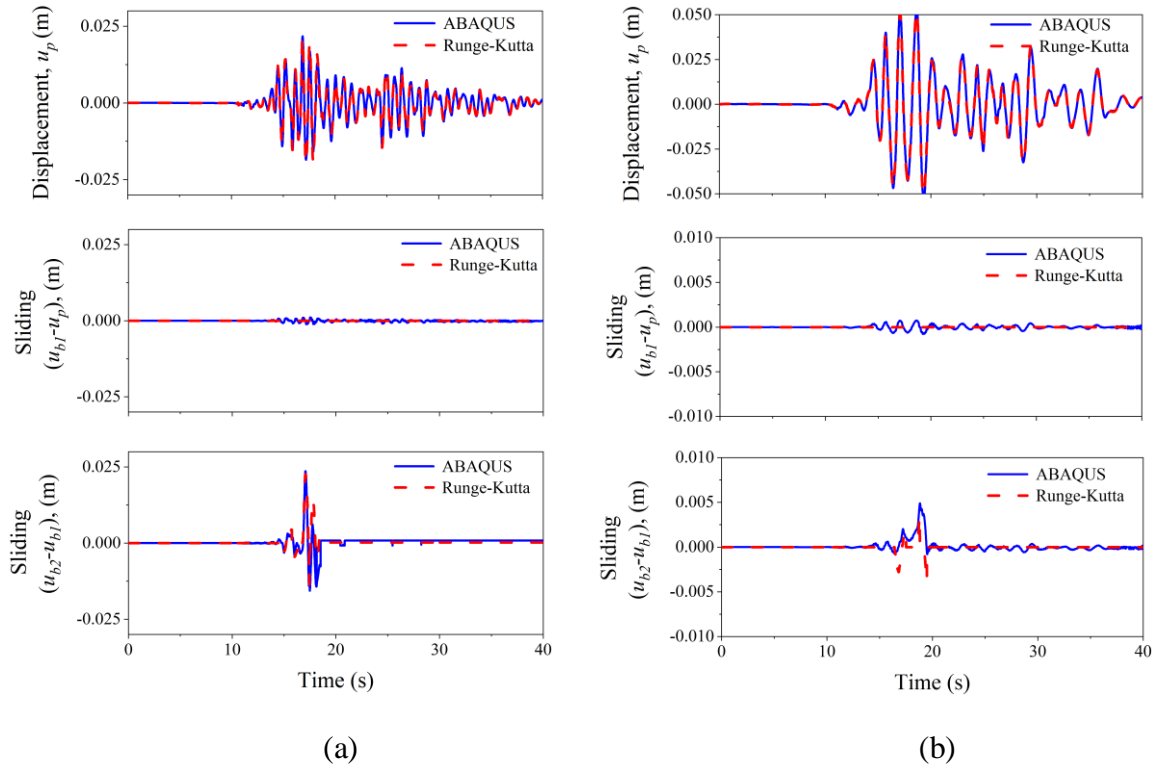 Displacement, u_p, (m)
0.025
0.000
-0.025
ABAQUS
Runge-Kutta
Sliding
(u_b1-u_p), (m)
0.025
0.000
-0.025
ABAQUS
Runge-Kutta
Sliding
(u_b2-u_b1), (m)
0.025
0.000
-0.025
ABAQUS
Runge-Kutta
0 10 20 30 40
Time (s)
(a)
Displacement, u_p, (m)
0.050
0.025
0.000
-0.025
-0.050
ABAQUS
Runge-Kutta
Sliding
(u_b1-u_p), (m)
0.010
0.005
0.000
-0.005
-0.010
ABAQUS
Runge-Kutta
Sliding
(u_b2-u_b1), (m)
0.010
0.005
0.000
-0.005
-0.010
ABAQUS
Runge-Kutta
0 10 20 30 40
Time (s)
(b)